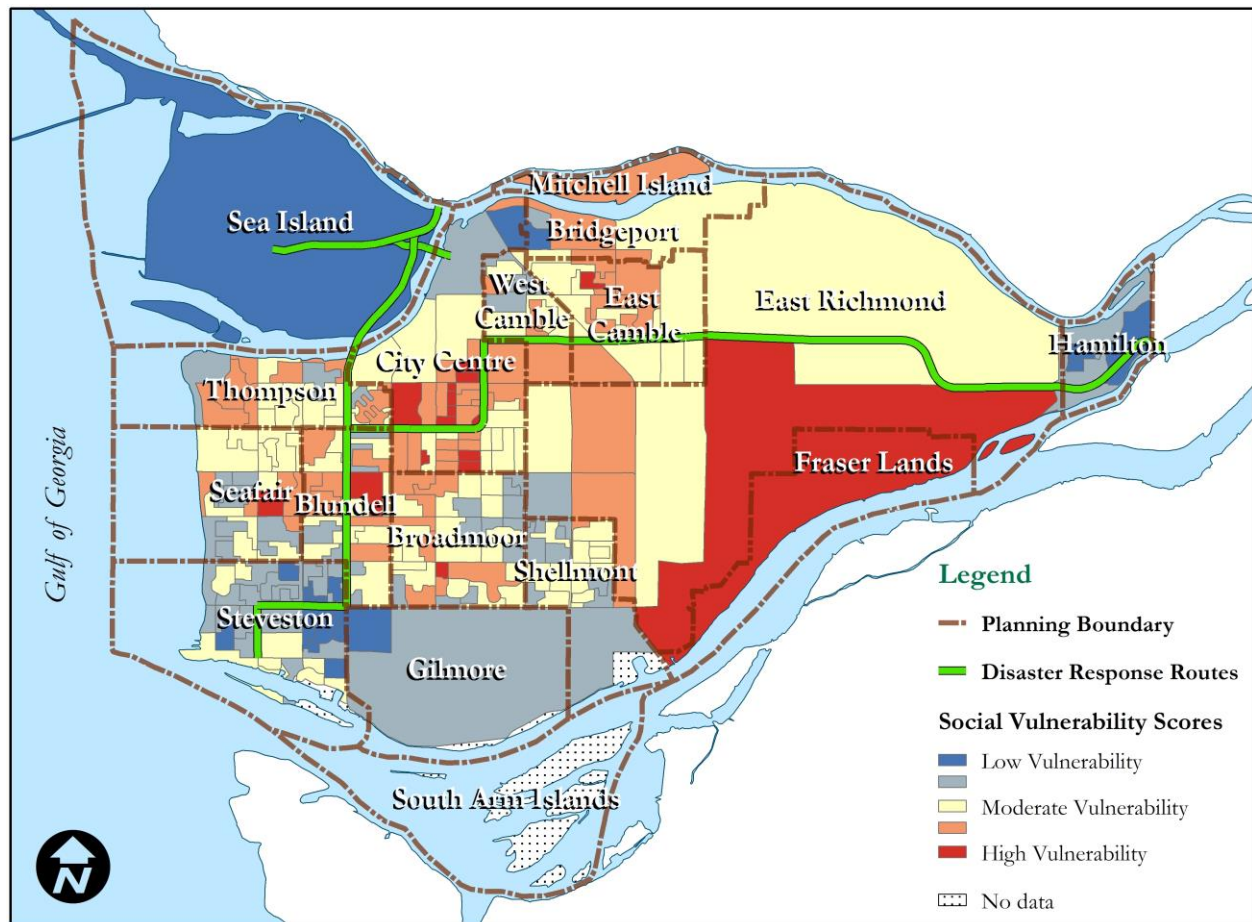 Mitchell Island
Sea Island
Bridgeport
West
Camble
East
Camble
East Richmond
Hamilton
City Centre
Thompson
Gulf of Georgia
Fraser Lands
Seafair
Blundell
Broadmoor
Shellmont
Steveston
Gilmore
South Arm Islands
N
Legend
Planning Boundary
Disaster Response Routes
Social Vulnerability Scores
Low Vulnerability
Moderate Vulnerability
High Vulnerability
No data